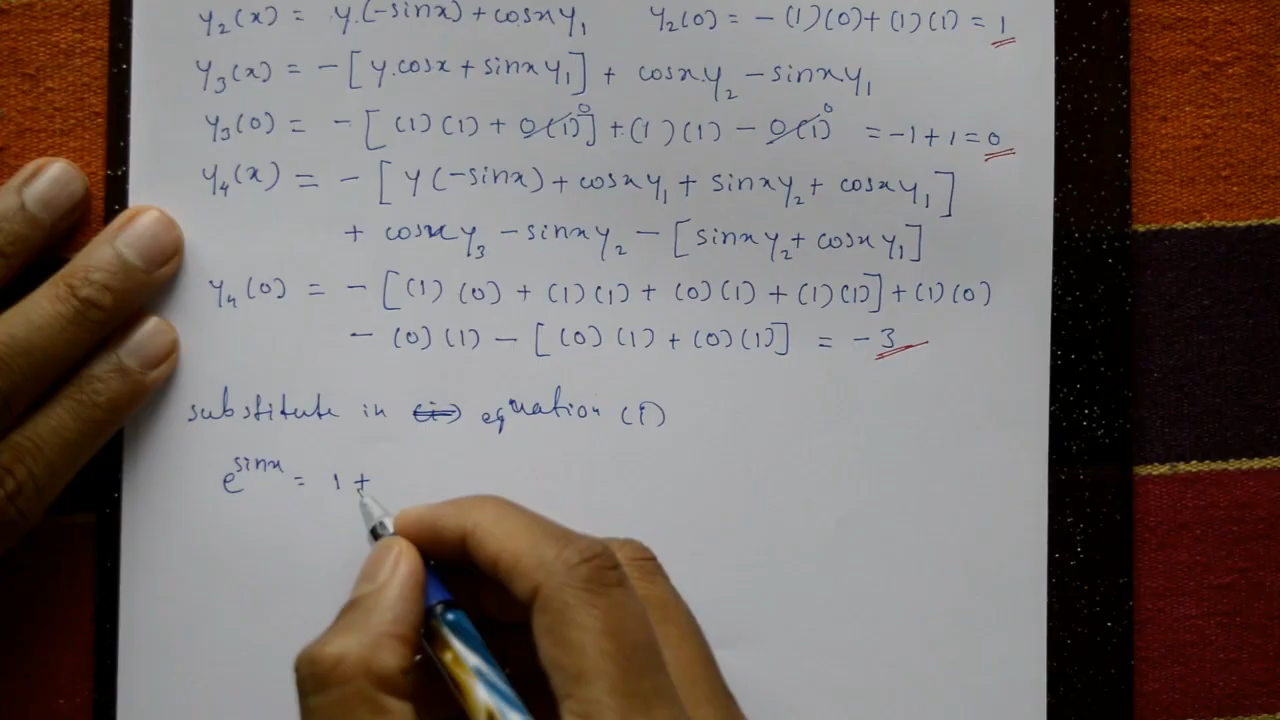 y₂(x) = y.(-sinx) + cosx y₁ y₂(0) = -(1)(0) + (1)(1) = 1
y₃(x) = -[y.cosx + sinx y₁] + cosx.y₂ - sinx.y₁
y₃(0) = -[(1)(1) + 0(1)⁰] + (1)(1) - 0(1)⁰ = -1+1 = 0
y₄(x) = -[y(-sinx) + cosx y₁ + sinx y₂ + cosx y₁]
+ cosx y₃ - sinx y₂ - [sinx y₂ + cosx y₁]
y₄(0) = -[(1)(0) + (1)(1) + (0)(1) + (1)(1)] + (1)(0)
- (0)(1) - [(0)(1) + (0)(1)] = -3
substitute in (i) equation (i)
e^sinx = 1 +